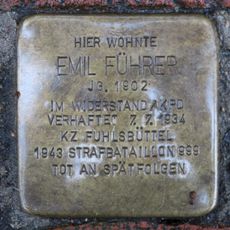 HIER WOHNTE
EMIL FÜHRER
JG. 1902
IM WIDERSTAND / KPD
VERHAFTET 7. 7. 1934
KZ FUHLSBÜTTEL
1943 STRAFBATAILLON 999
TOT AN SPÄTFOLGEN